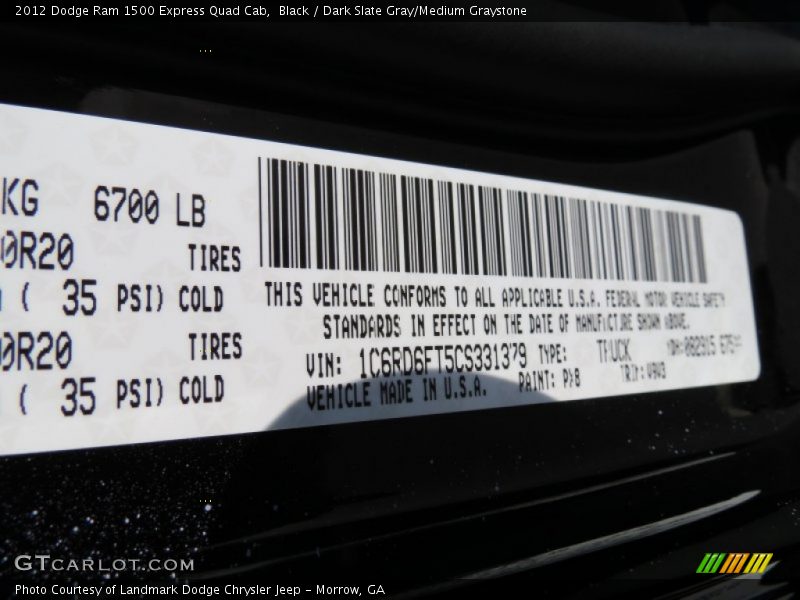 2012 Dodge Ram 1500 Express Quad Cab,  Black / Dark Slate Gray/Medium Graystone
KG 6700 LB
0R20 TIRES
( 35 PSI) COLD
0R20 TIRES
( 35 PSI) COLD
THIS VEHICLE CONFORMS TO ALL APPLICABLE U.S.A. FEDERAL MOTOR VEHICLE SAFETY
STANDARDS IN EFFECT ON THE DATE OF MANUFACTURE SHOWN ABOVE.
VIN: 1C6RD6FT5CS331379 TYPE: TRUCK
VEHICLE MADE IN U.S.A. PAINT: TRIM:
GTCARLOT.COM
Photo Courtesy of Landmark Dodge Chrysler Jeep – Morrow, GA